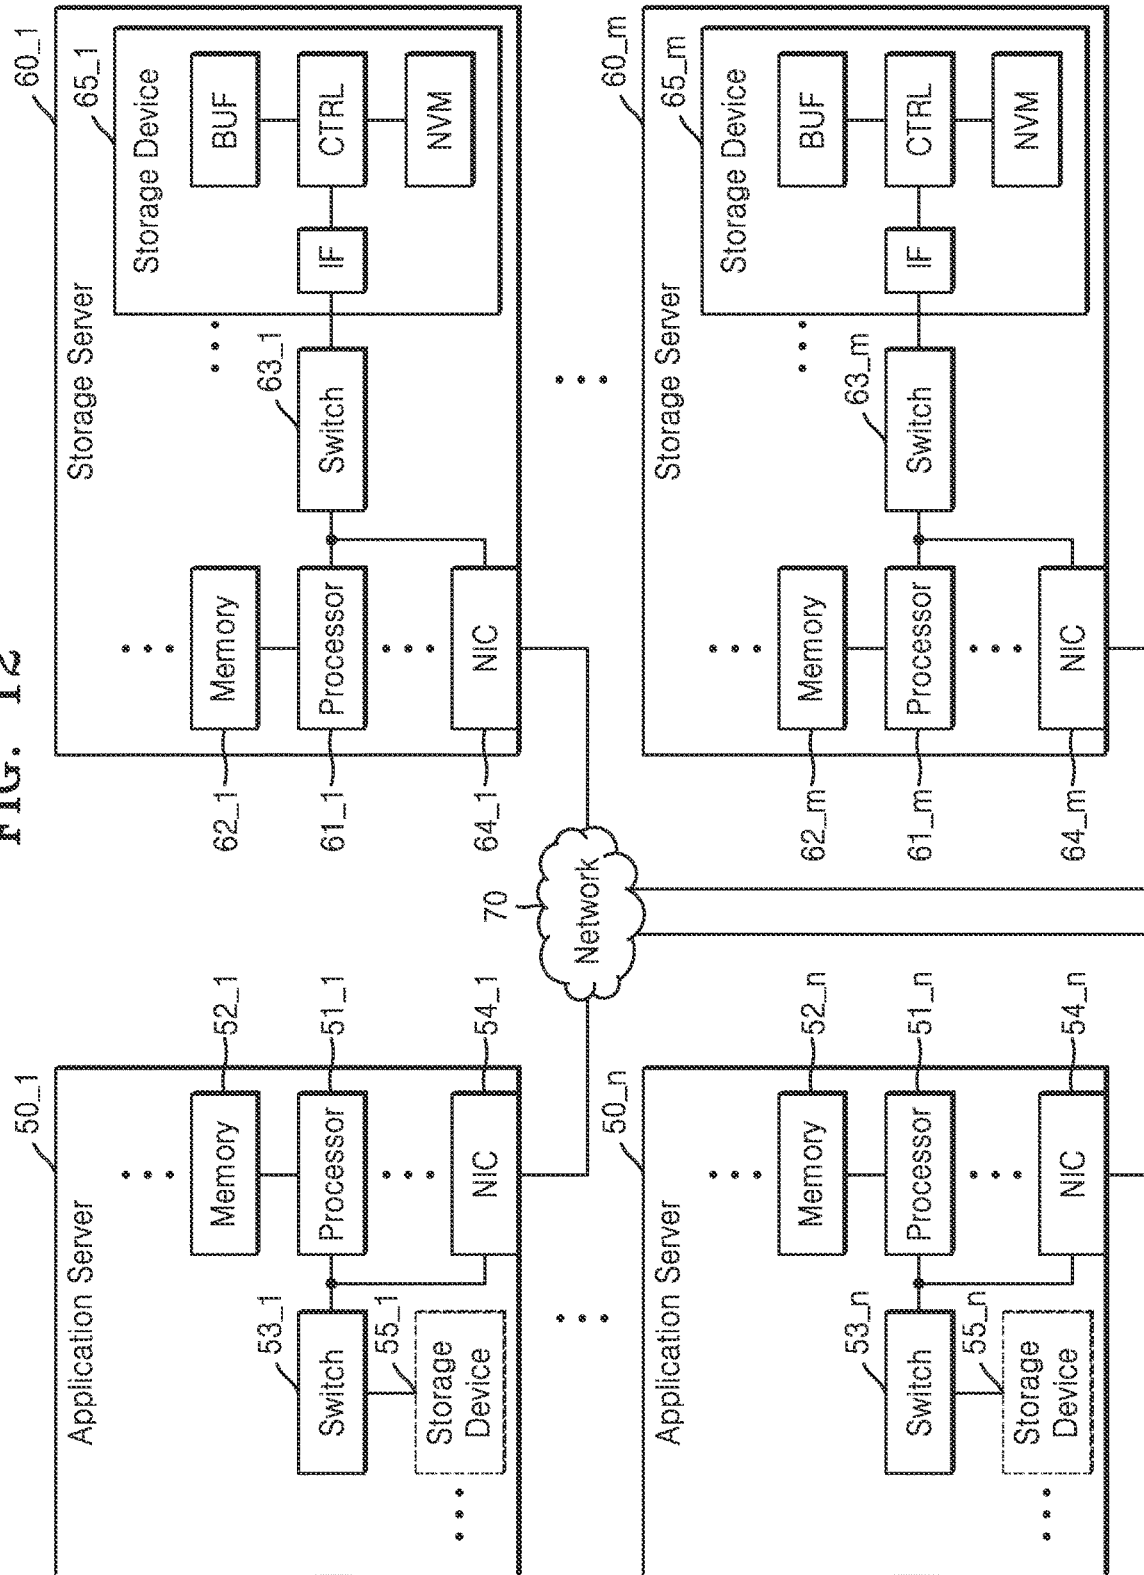 FIG. 12
50_1
Application Server
52_1
Memory
53_1
51_1
Switch
Processor
55_1
54_1
Storage
Device
NIC
60_1
65_1
Storage Server
Storage Device
62_1
Memory
BUF
63_1
61_1
Processor
Switch
IF
CTRL
64_1
NIC
NVM
70
Network
50_n
Application Server
52_n
Memory
53_n
51_n
Switch
Processor
55_n
54_n
Storage
Device
NIC
60_m
65_m
Storage Server
Storage Device
62_m
Memory
BUF
63_m
61_m
Processor
Switch
IF
CTRL
64_m
NIC
NVM